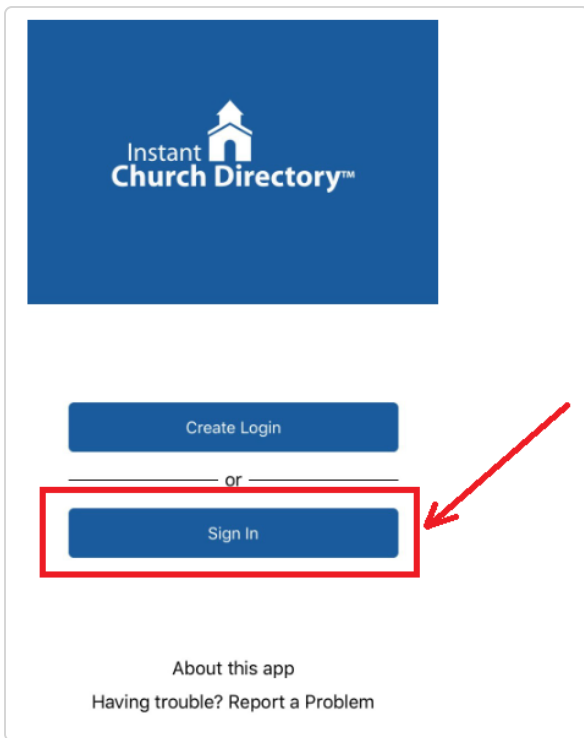 Instant
Church Directory™
Create Login
or
Sign In
About this app
Having trouble? Report a Problem